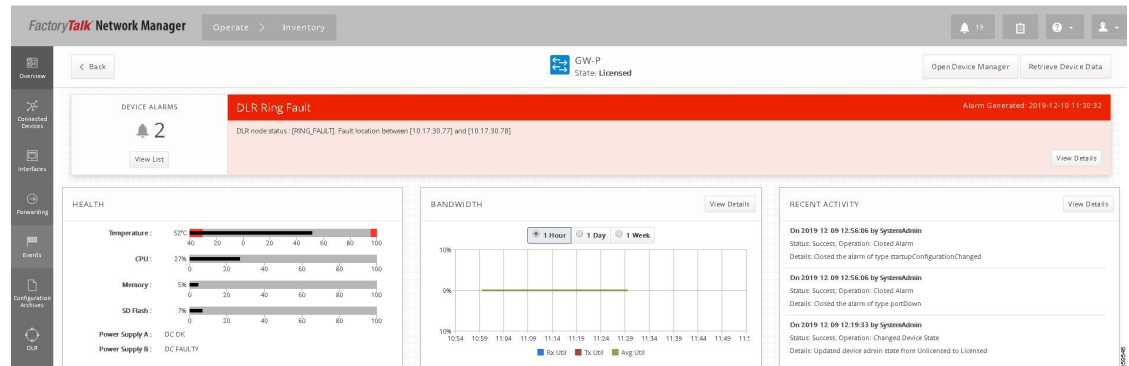 FactoryTalk Network Manager
Operate > Inventory
19
Overview
Connected Devices
Interfaces
Forwarding
Events
Configuration Archives
DLR
< Back
GW-P
State: Licensed
Open Device Manager
Retrieve Device Data
DEVICE ALARMS
2
View List
DLR Ring Fault
Alarm Generated: 2019-12-10 11:30:32
DLR node status : [RING_FAULT]. Fault location between [10.17.30.77] and [10.17.30.78]
View Details
HEALTH
Temperature : 52°C
40 20 0 20 40 60 80 100
CPU : 27%
0 20 40 60 80 100
Memory : 5%
0 20 40 60 80 100
SD Flash : 7%
0 20 40 60 80 100
Power Supply A : DC OK
Power Supply B : DC FAULTY
BANDWIDTH
View Details
1 Hour 1 Day 1 Week
10%
0%
10%
10:54 10:59 11:04 11:09 11:14 11:19 11:24 11:29 11:34 11:39 11:44 11:49 11:5
Rx Util Tx Util Avg Util
RECENT ACTIVITY
View Details
On 2019 12 09 12:56:06 by SystemAdmin
Status: Success, Operation: Closed Alarm
Details: Closed the alarm of type startupConfigurationChanged
On 2019 12 09 12:56:06 by SystemAdmin
Status: Success, Operation: Closed Alarm
Details: Closed the alarm of type portDown
On 2019 12 09 12:19:33 by SystemAdmin
Status: Success, Operation: Changed Device State
Details: Updated device admin state from Unlicensed to Licensed